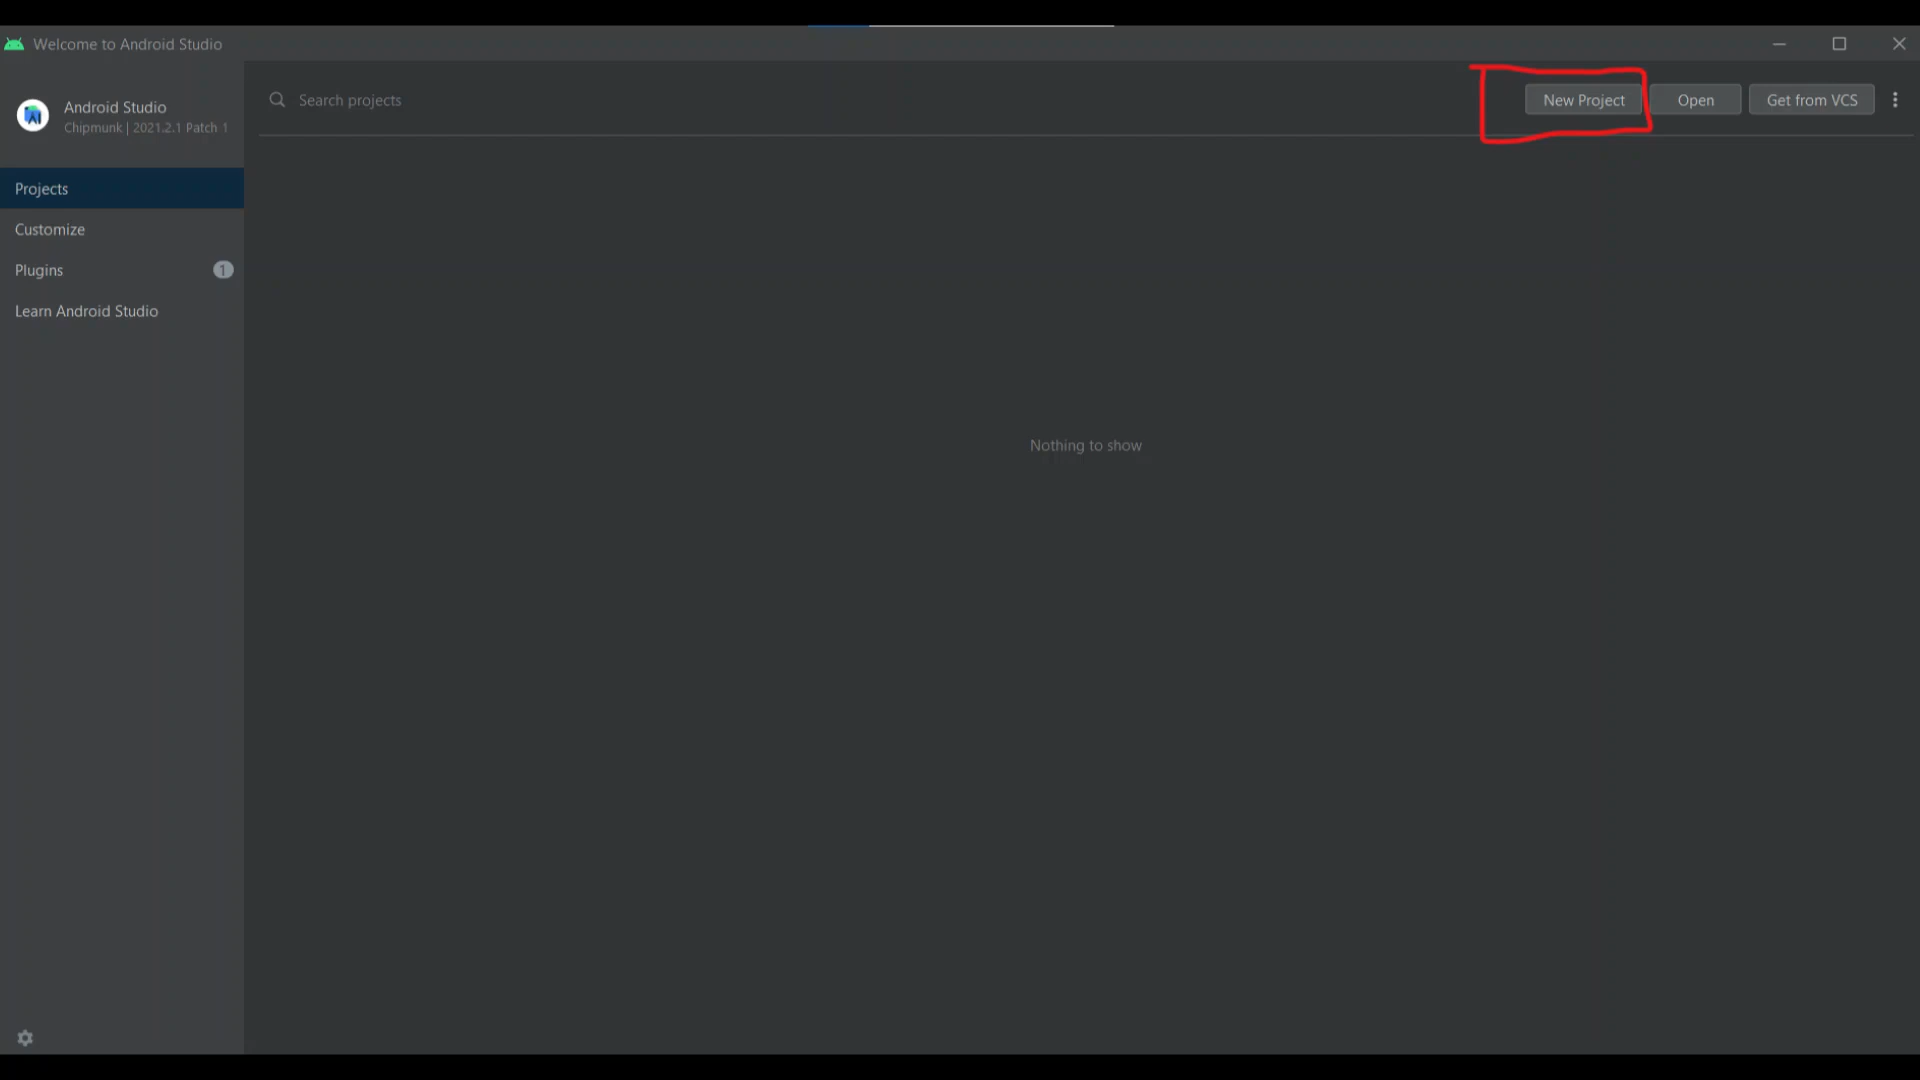 Welcome to Android Studio
Android Studio
Chipmunk | 2021.2.1 Patch 1
Search projects
New Project
Open
Get from VCS
Projects
Customize
Plugins
1
Learn Android Studio
Nothing to show